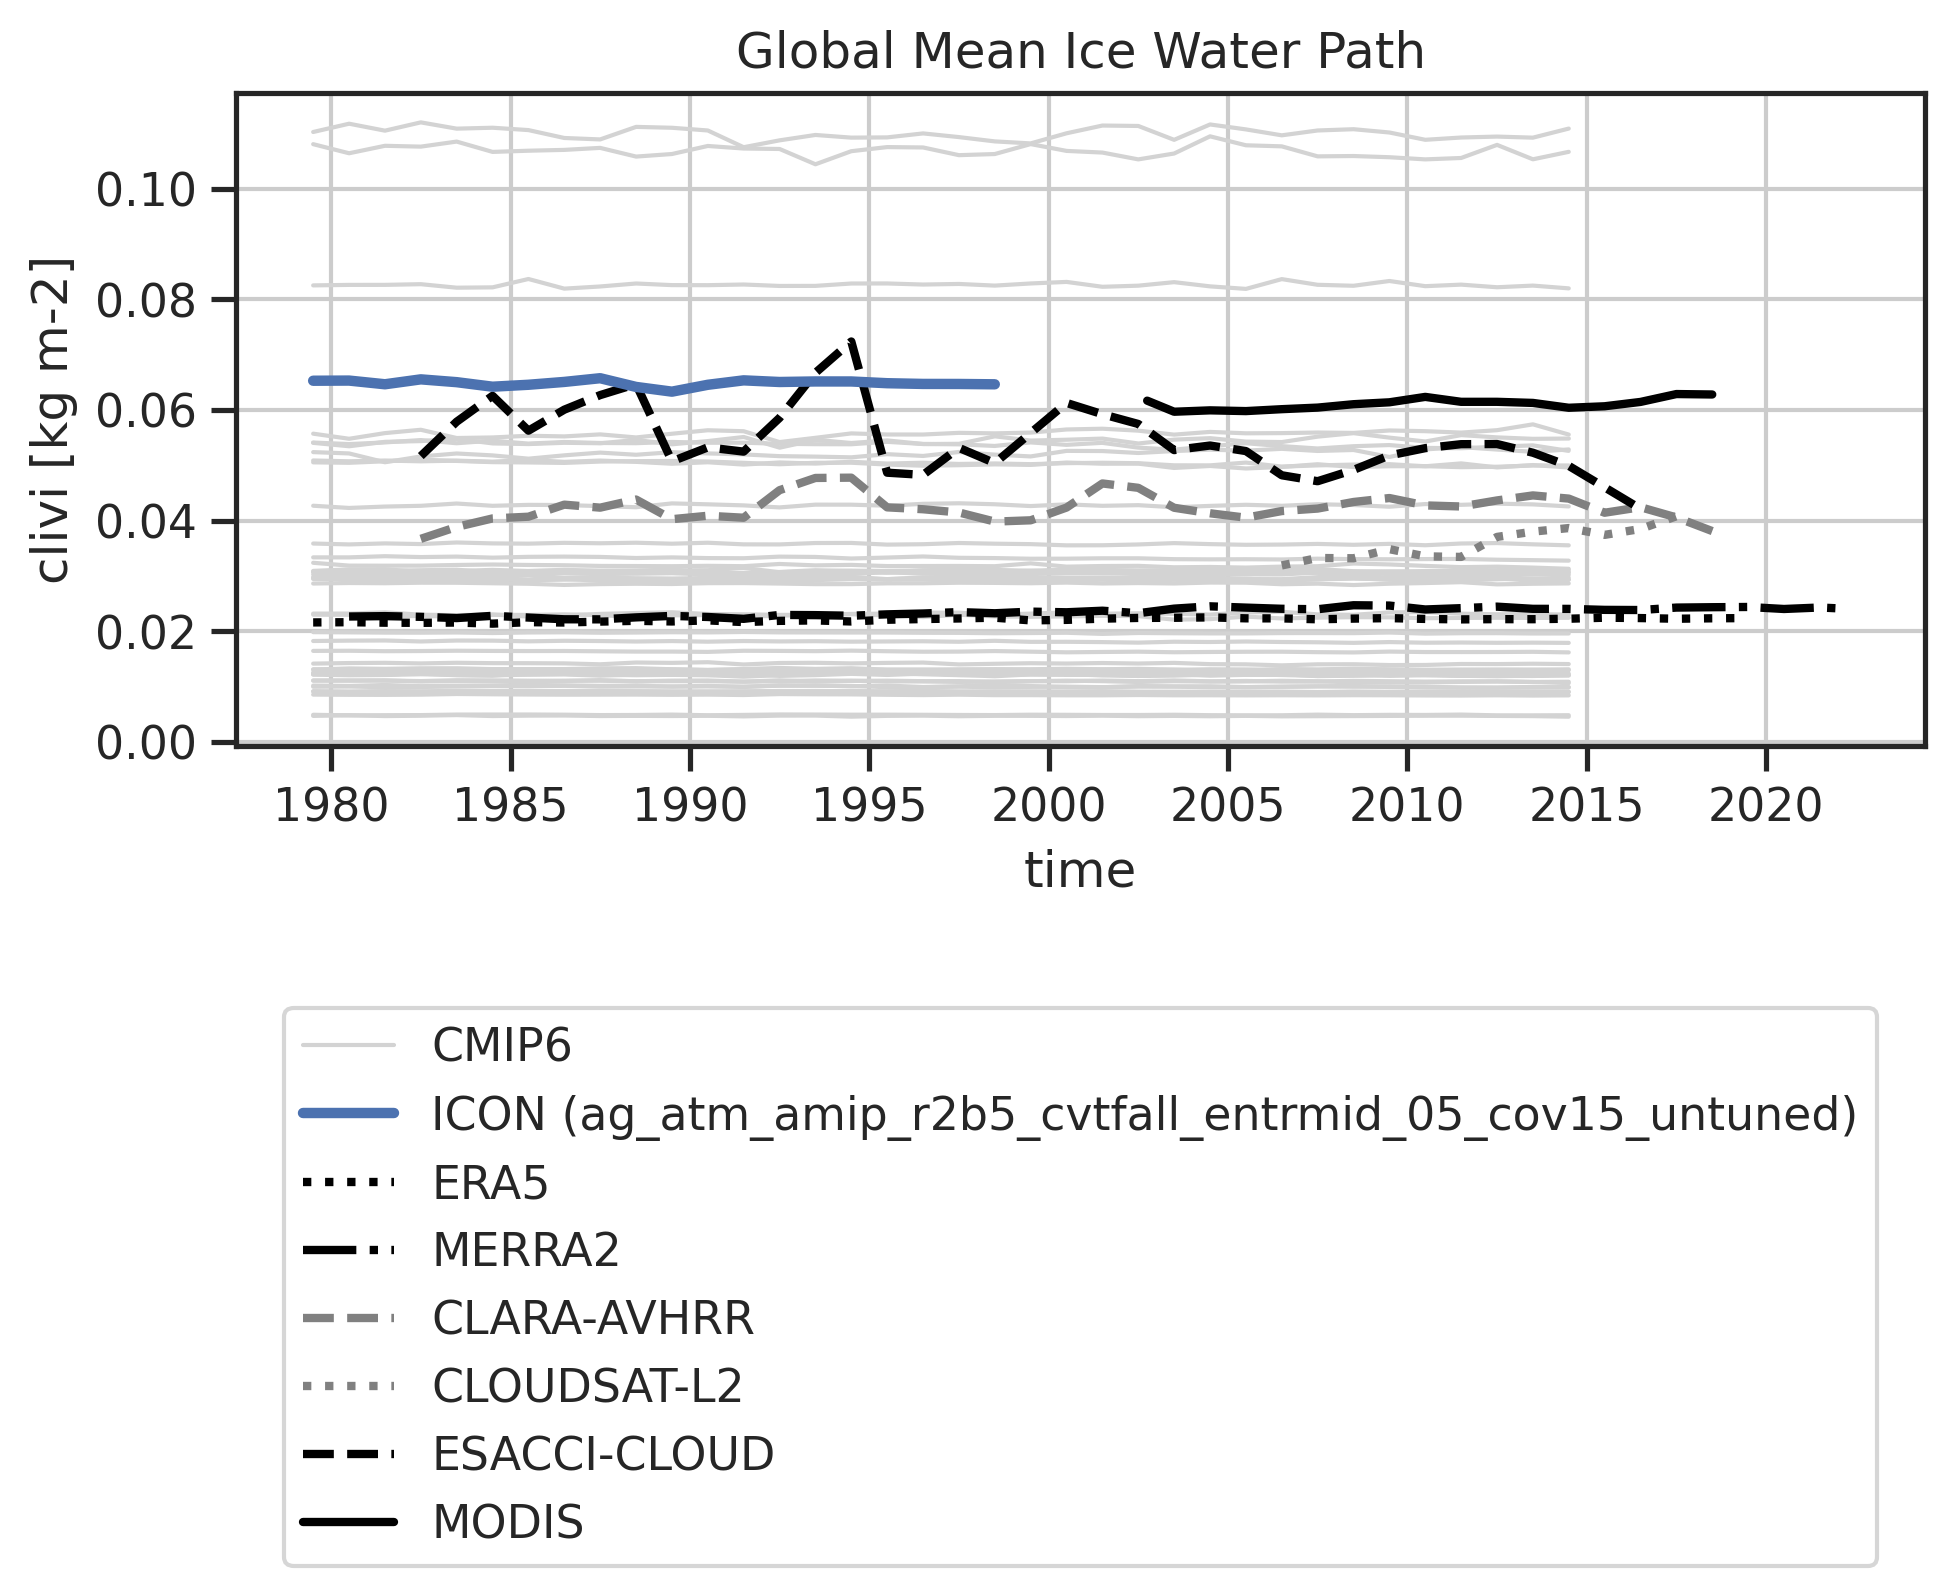 Global Mean Ice Water Path
clivi [kg m-2]
0.10
0.08
0.06
0.04
0.02
0.00
1980 1985 1990 1995 2000 2005 2010 2015 2020
time
CMIP6
ICON (ag_atm_amip_r2b5_cvtfall_entrmid_05_cov15_untuned)
ERA5
MERRA2
CLARA-AVHRR
CLOUDSAT-L2
ESACCI-CLOUD
MODIS